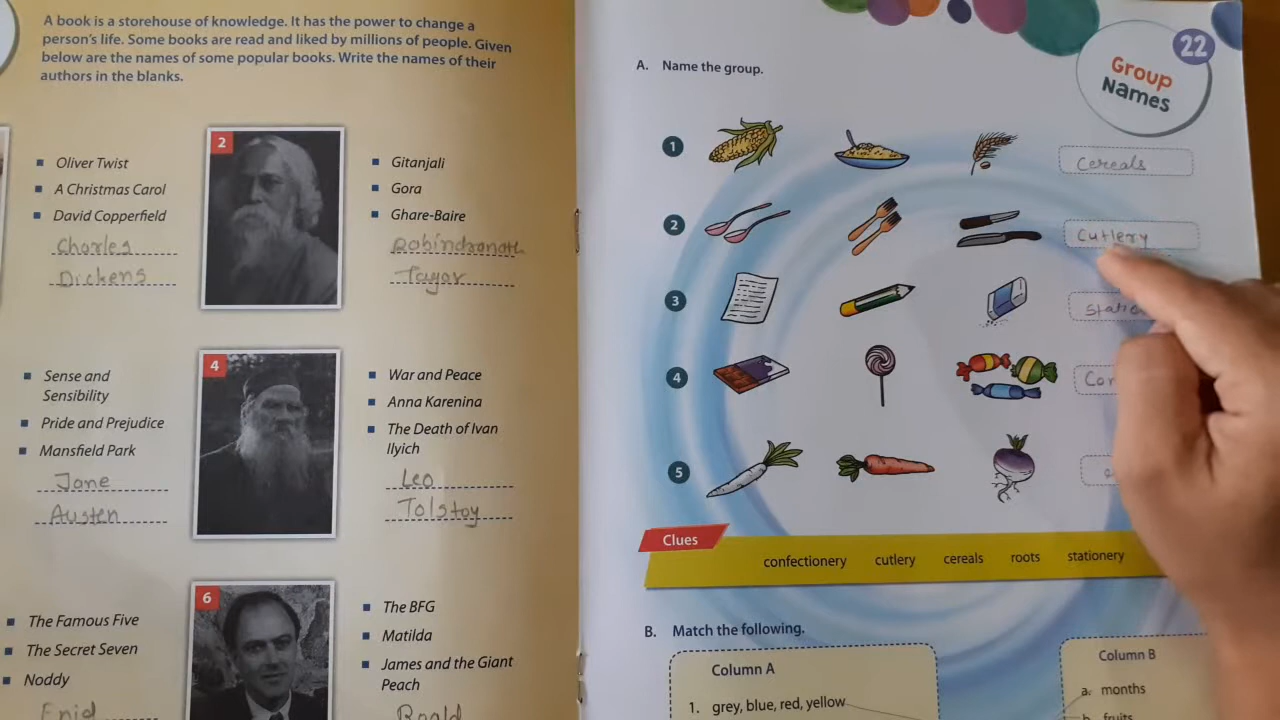 A book is a storehouse of knowledge. It has the power to change a
person's life. Some books are read and liked by millions of people. Given
below are the names of some popular books. Write the names of their
authors in the blanks.
Oliver Twist
A Christmas Carol
David Copperfield
Charles
Dickens
2
Gitanjali
Gora
Ghare-Baire
Robindranath
Tagor
Sense and
Sensibility
Pride and Prejudice
Mansfield Park
Jane
Austen
4
War and Peace
Anna Karenina
The Death of Ivan
Ilyich
Leo
Tolstoy
The Famous Five
The Secret Seven
Noddy
Enid
6
The BFG
Matilda
James and the Giant
Peach
Roald
22
Group
Names
A. Name the group.
1
Cereals
2
Cutlery
3
4
5
Clues
confectionery cutlery cereals roots stationery
B. Match the following.
Column A
1. grey, blue, red, yellow
Column B
a. months
b. fruits